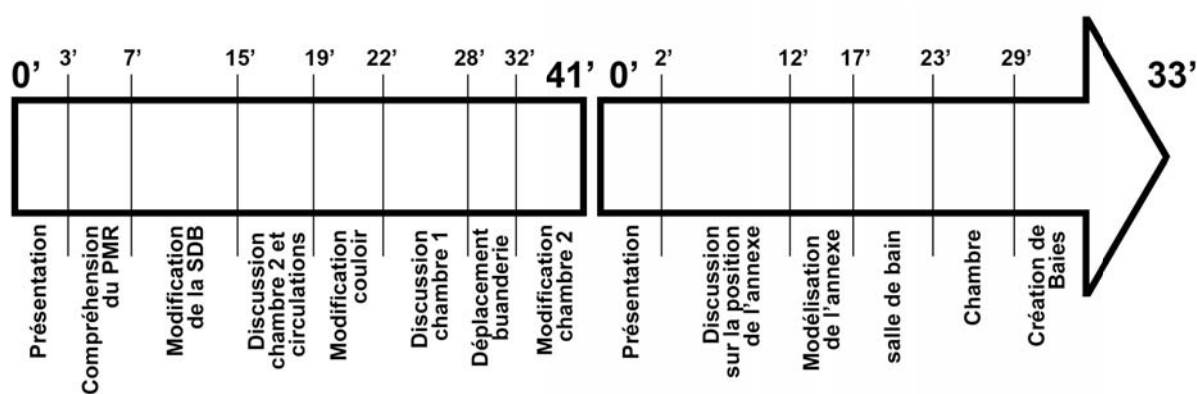 0’
3’
7’
15’
19’
22’
28’
32’
41’
0’
2’
12’
17’
23’
29’
33’
Présentation
Compréhension
du PMR
Modification
de la SDB
Discussion
chambre 2 et
circulations
Modification
couloir
Discussion
chambre 1
Déplacement
buanderie
Modification
chambre 2
Présentation
Discussion
sur la position
de l’annexe
Modélisation
de l’annexe
salle de bain
Chambre
Création de
Baies